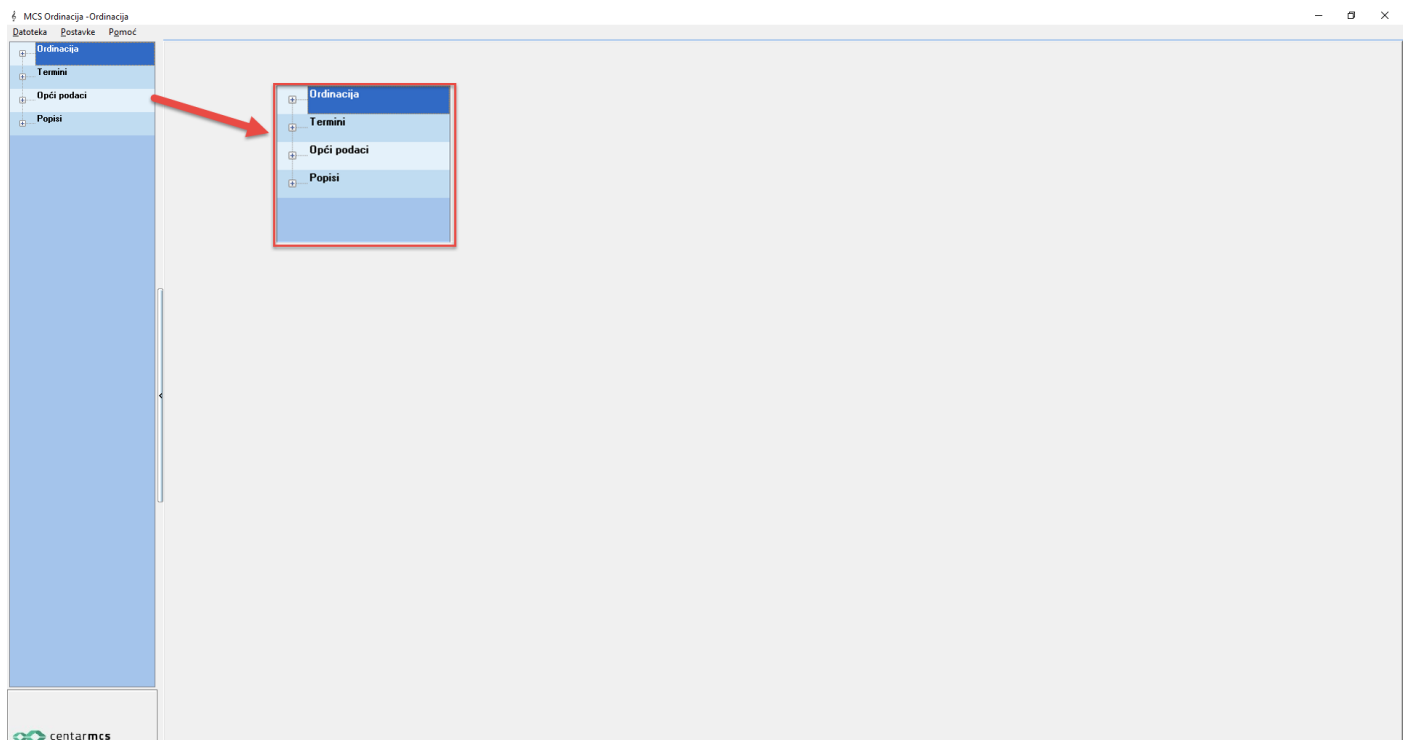 MCS Ordinacija -Ordinacija
Datoteka Postavke Pomoć
Ordinacija
Termini
Opći podaci
Popisi
Ordinacija
Termini
Opći podaci
Popisi
centarmcs